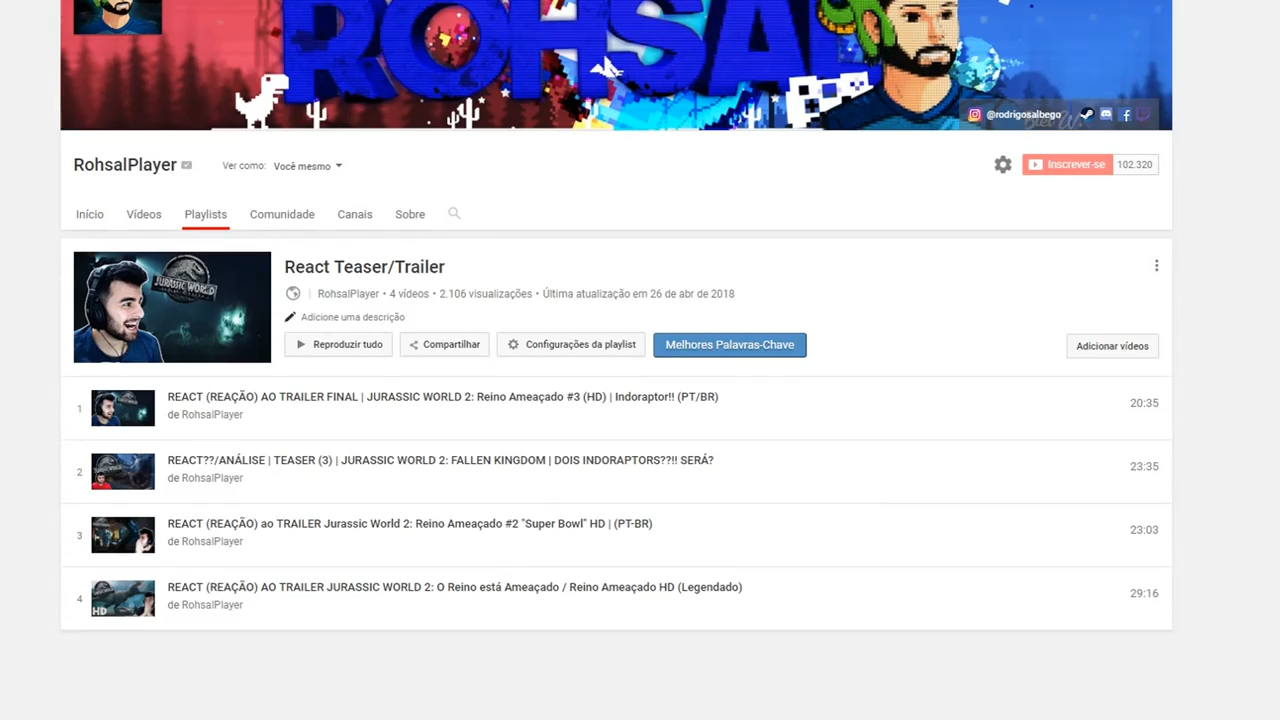 ROHSAL
@rodrigosalbego
RohsalPlayer
Ver como: Você mesmo
Inscrever-se 102.320
Início Vídeos Playlists Comunidade Canais Sobre
JURASSIC WORLD
React Teaser/Trailer
RohsalPlayer • 4 vídeos • 2.106 visualizações • Última atualização em 26 de abr de 2018
Adicione uma descrição
Reproduzir tudo Compartilhar Configurações da playlist Melhores Palavras-Chave Adicionar vídeos
1 REACT (REAÇÃO) AO TRAILER FINAL | JURASSIC WORLD 2: Reino Ameaçado #3 (HD) | Indoraptor!! (PT/BR) 20:35
de RohsalPlayer
2 REACT??/ANÁLISE | TEASER (3) | JURASSIC WORLD 2: FALLEN KINGDOM | DOIS INDORAPTORS??!! SERÁ? 23:35
de RohsalPlayer
3 REACT (REAÇÃO) ao TRAILER Jurassic World 2: Reino Ameaçado #2 "Super Bowl" HD | (PT-BR) 23:03
de RohsalPlayer
4 REACT (REAÇÃO) AO TRAILER JURASSIC WORLD 2: O Reino está Ameaçado / Reino Ameaçado HD (Legendado) 29:16
HD
de RohsalPlayer